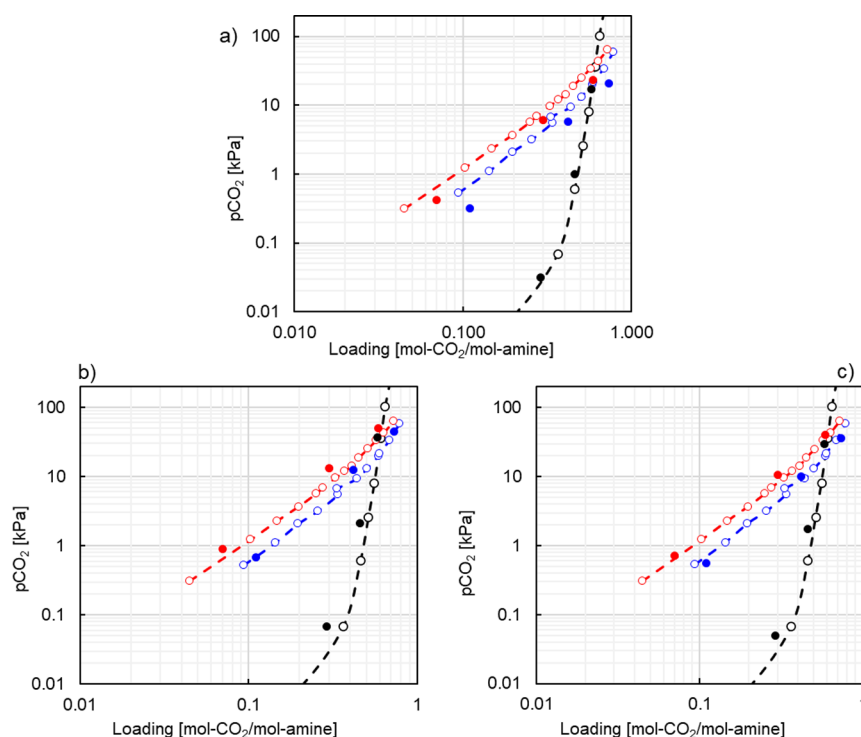 a)
100
10
1
0.1
0.01
pCO₂ [kPa]
0.010 0.100 1.000
Loading [mol-CO₂/mol-amine]
b)
100
10
1
0.1
0.01
pCO₂ [kPa]
0.01 0.1 1
Loading [mol-CO₂/mol-amine]
c)
100
10
1
0.1
0.01
pCO₂ [kPa]
0.01 0.1 1
Loading [mol-CO₂/mol-amine]